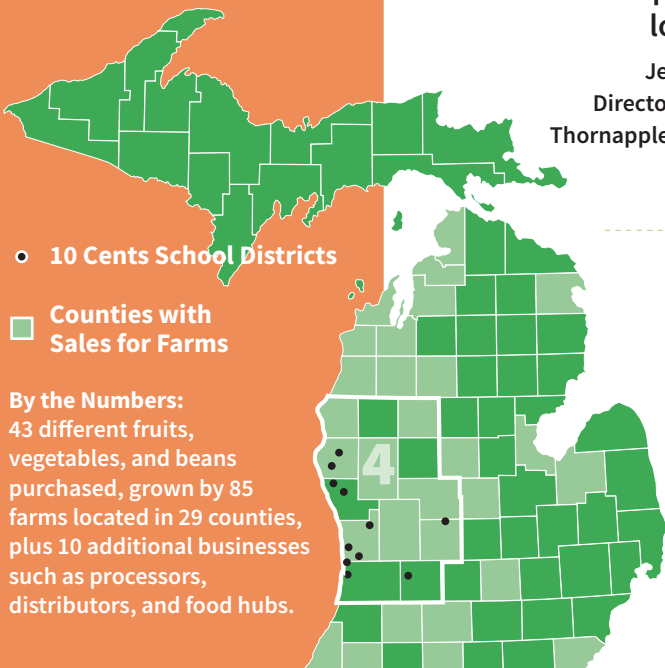 Directo
Thornapple
10 Cents School Districts
Counties with
Sales for Farms
By the Numbers:
43 different fruits,
vegetables, and beans
purchased, grown by 85
farms located in 29 counties,
plus 10 additional businesses
such as processors,
distributors, and food hubs.
4